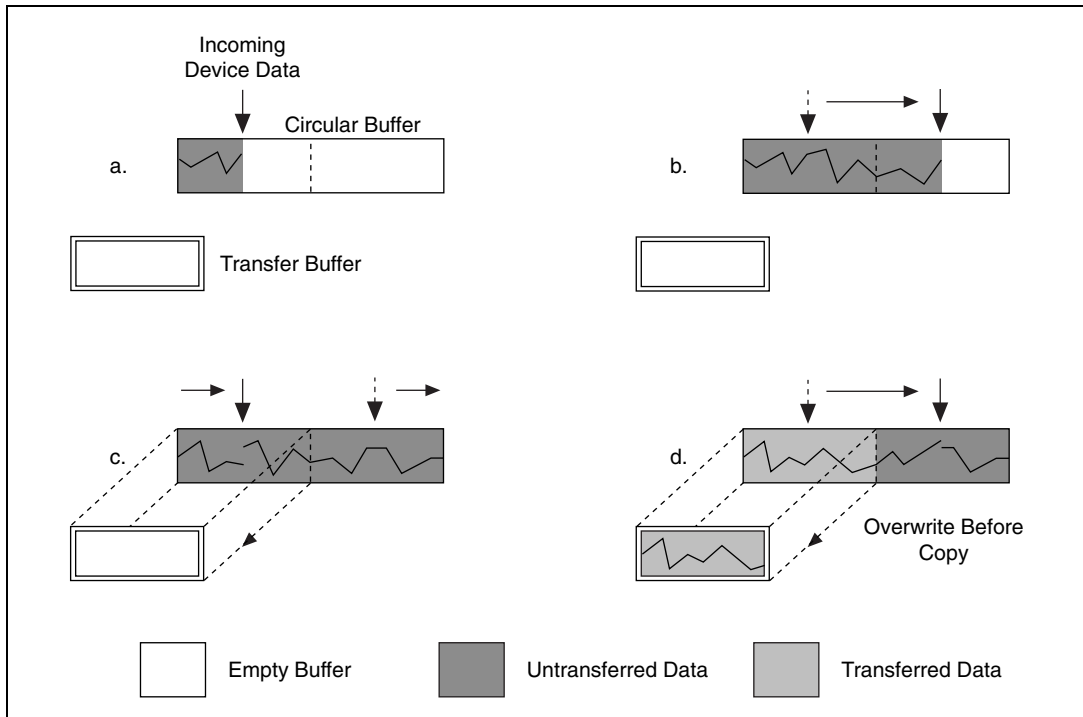 Incoming
Device Data
Circular Buffer
a.
b.
Transfer Buffer
c.
d.
Overwrite Before
Copy
Empty Buffer
Untransferred Data
Transferred Data